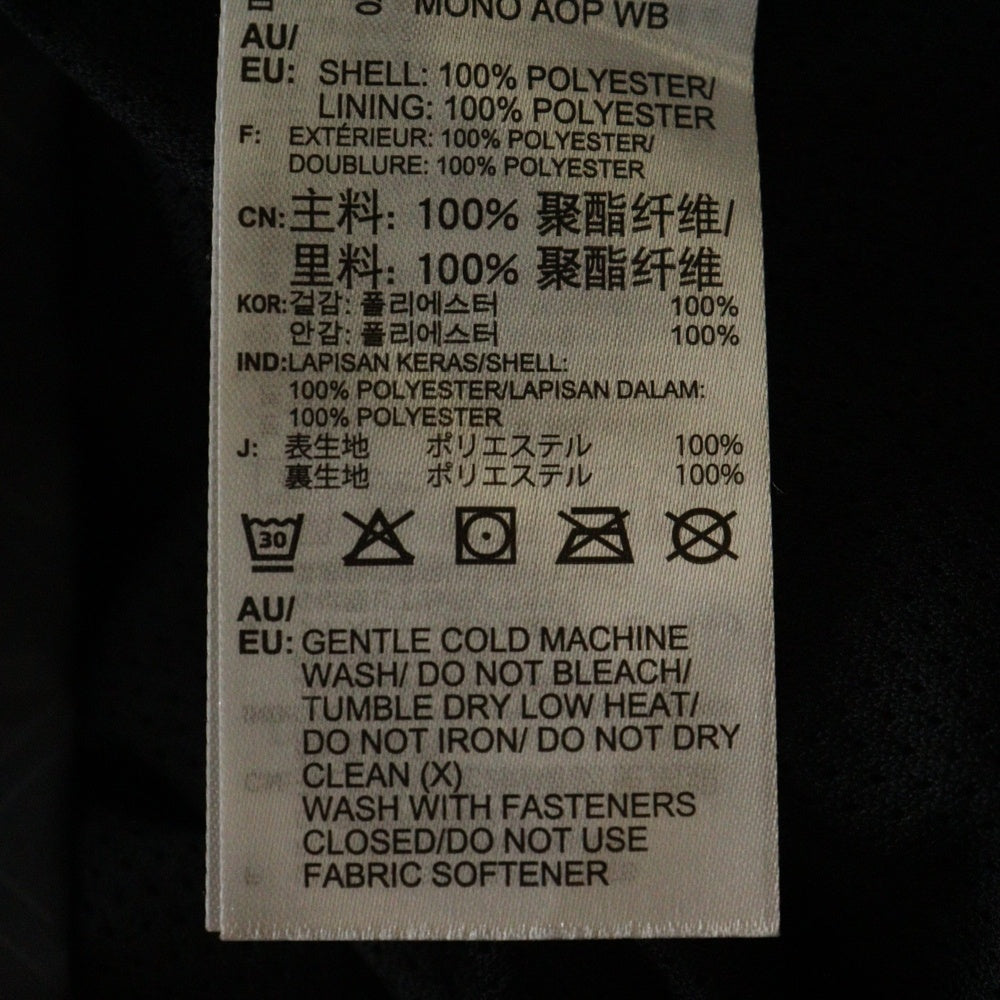 MONO AOP WB
AU/
EU: SHELL: 100% POLYESTER/
LINING: 100% POLYESTER
F: EXTÉRIEUR: 100% POLYESTER/
DOUBLURE: 100% POLYESTER
CN: 主料: 100% 聚酯纤维/
里料: 100% 聚酯纤维
KOR: 겉감: 폴리에스터 100%
안감: 폴리에스터 100%
IND: LAPISAN KERAS/SHELL:
100% POLYESTER/LAPISAN DALAM:
100% POLYESTER
J: 表生地 ポリエステル 100%
裏生地 ポリエステル 100%
30
AU/
EU: GENTLE COLD MACHINE
WASH/ DO NOT BLEACH/
TUMBLE DRY LOW HEAT/
DO NOT IRON/ DO NOT DRY
CLEAN (X)
WASH WITH FASTENERS
CLOSED/DO NOT USE
FABRIC SOFTENER